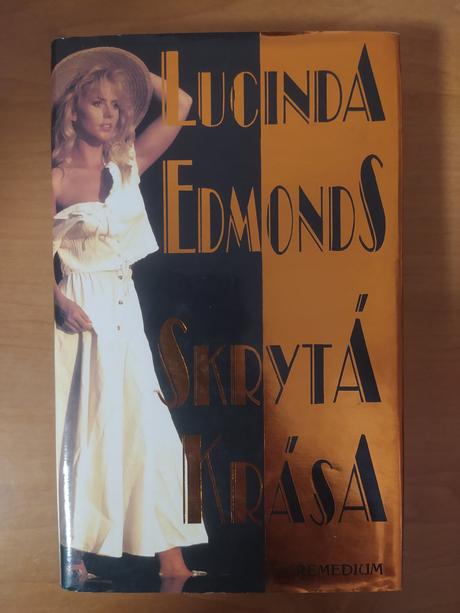 LUCINDA
EDMONDS
SKRYTÁ
KRÁSA
REMEDIUM